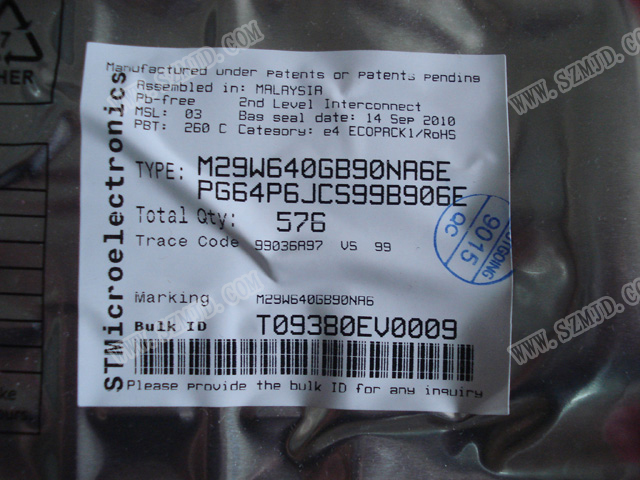 WWW.SZMJD.COM
WWW.SZMJD.COM
HER
Manufactured under patents or patents pending
Assembled in: MALAYSIA
Pb-free 2nd Level Interconnect
MSL: 03 Bag seal date: 14 Sep 2010
PBT: 260 C Category: e4 ECOPACK1/RoHS
TYPE: M29W640GB90NA6E
PG64P6JCS99B906E
Total Qty: 576
Trace Code 99036A97 VS 99
QC
9015
OUTGOING
Marking M29W640GB90NA6
Bulk ID T09380EV0009
Please provide the bulk ID for any inquiry
STMicroelectronics
WWW.SZMJD.COM
WWW.SZMJD.COM